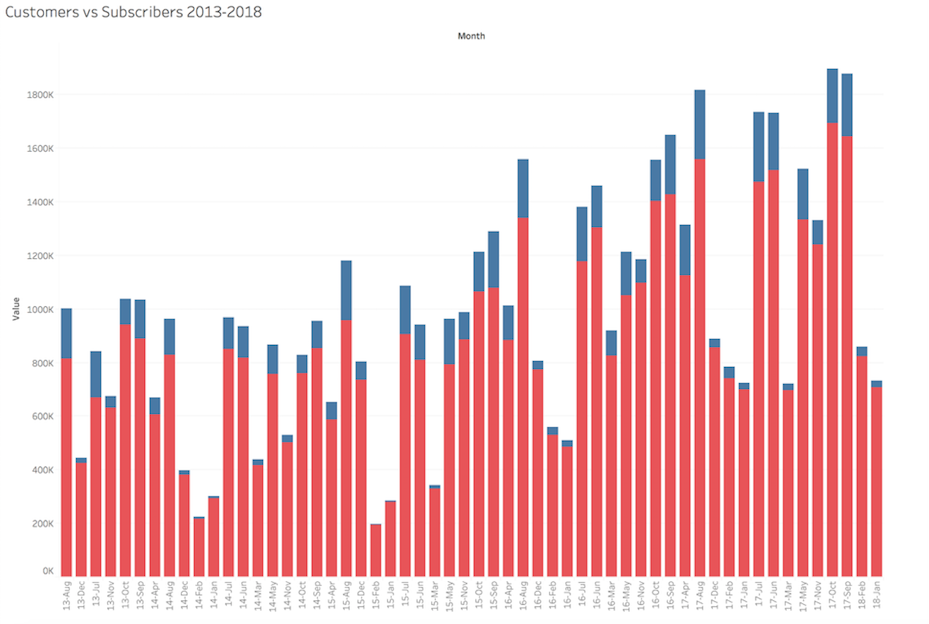 Customers vs Subscribers 2013-2018
Month
Value
1800K
1600K
1400K
1200K
1000K
800K
600K
400K
200K
0K
13-Aug
13-Dec
13-Jul
13-Nov
13-Oct
13-Sep
14-Apr
14-Aug
14-Dec
14-Feb
14-Jan
14-Jul
14-Jun
14-Mar
14-May
14-Nov
14-Oct
14-Sep
15-Apr
15-Aug
15-Dec
15-Feb
15-Jan
15-Jul
15-Jun
15-Mar
15-May
15-Nov
15-Oct
15-Sep
16-Apr
16-Aug
16-Dec
16-Feb
16-Jan
16-Jul
16-Jun
16-Mar
16-May
16-Nov
16-Oct
16-Sep
17-Apr
17-Aug
17-Dec
17-Feb
17-Jan
17-Jul
17-Jun
17-Mar
17-May
17-Nov
17-Oct
17-Sep
18-Feb
18-Jan